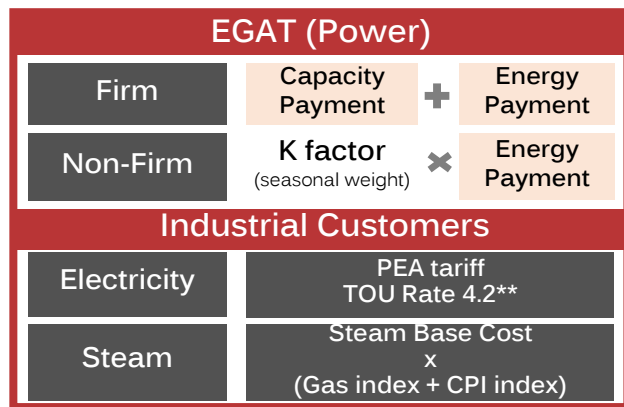 EGAT (Power)
Firm
Capacity
Payment
+
Energy
Payment
Non-Firm
K factor
(seasonal weight)
×
Energy
Payment
Industrial Customers
Electricity
PEA tariff
TOU Rate 4.2**
Steam
Steam Base Cost
x
(Gas index + CPI index)